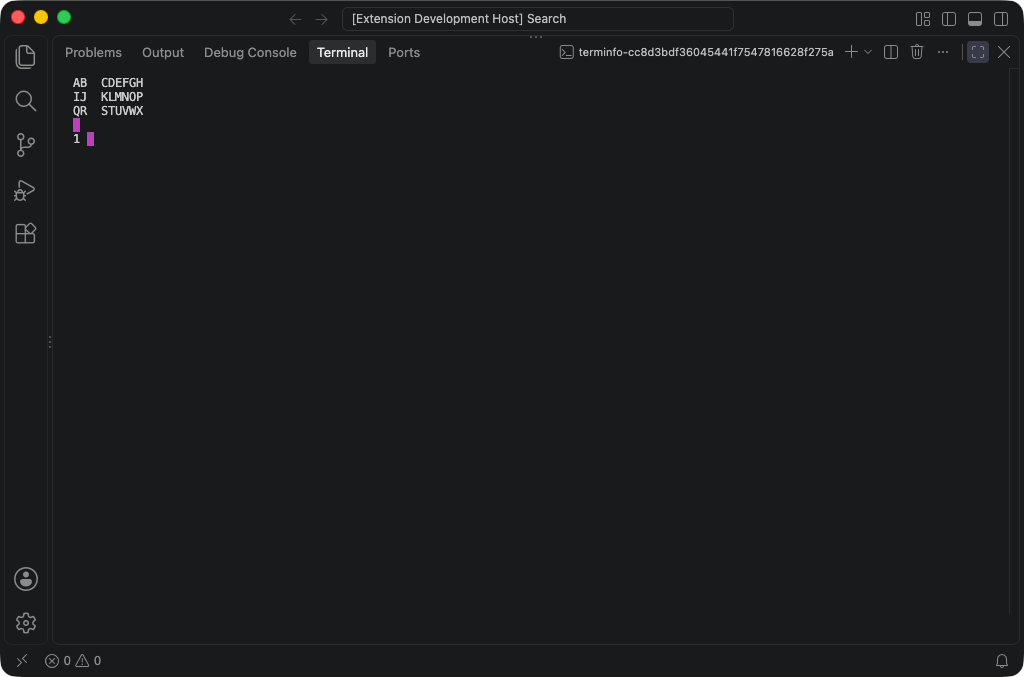 [Extension Development Host] Search
Problems Output Debug Console Terminal Ports
terminfo-cc8d3bdf36045441f7547816628f275a
AB  CDEFGH
IJ  KLMNOP
QR  STUVWX
1
0 0